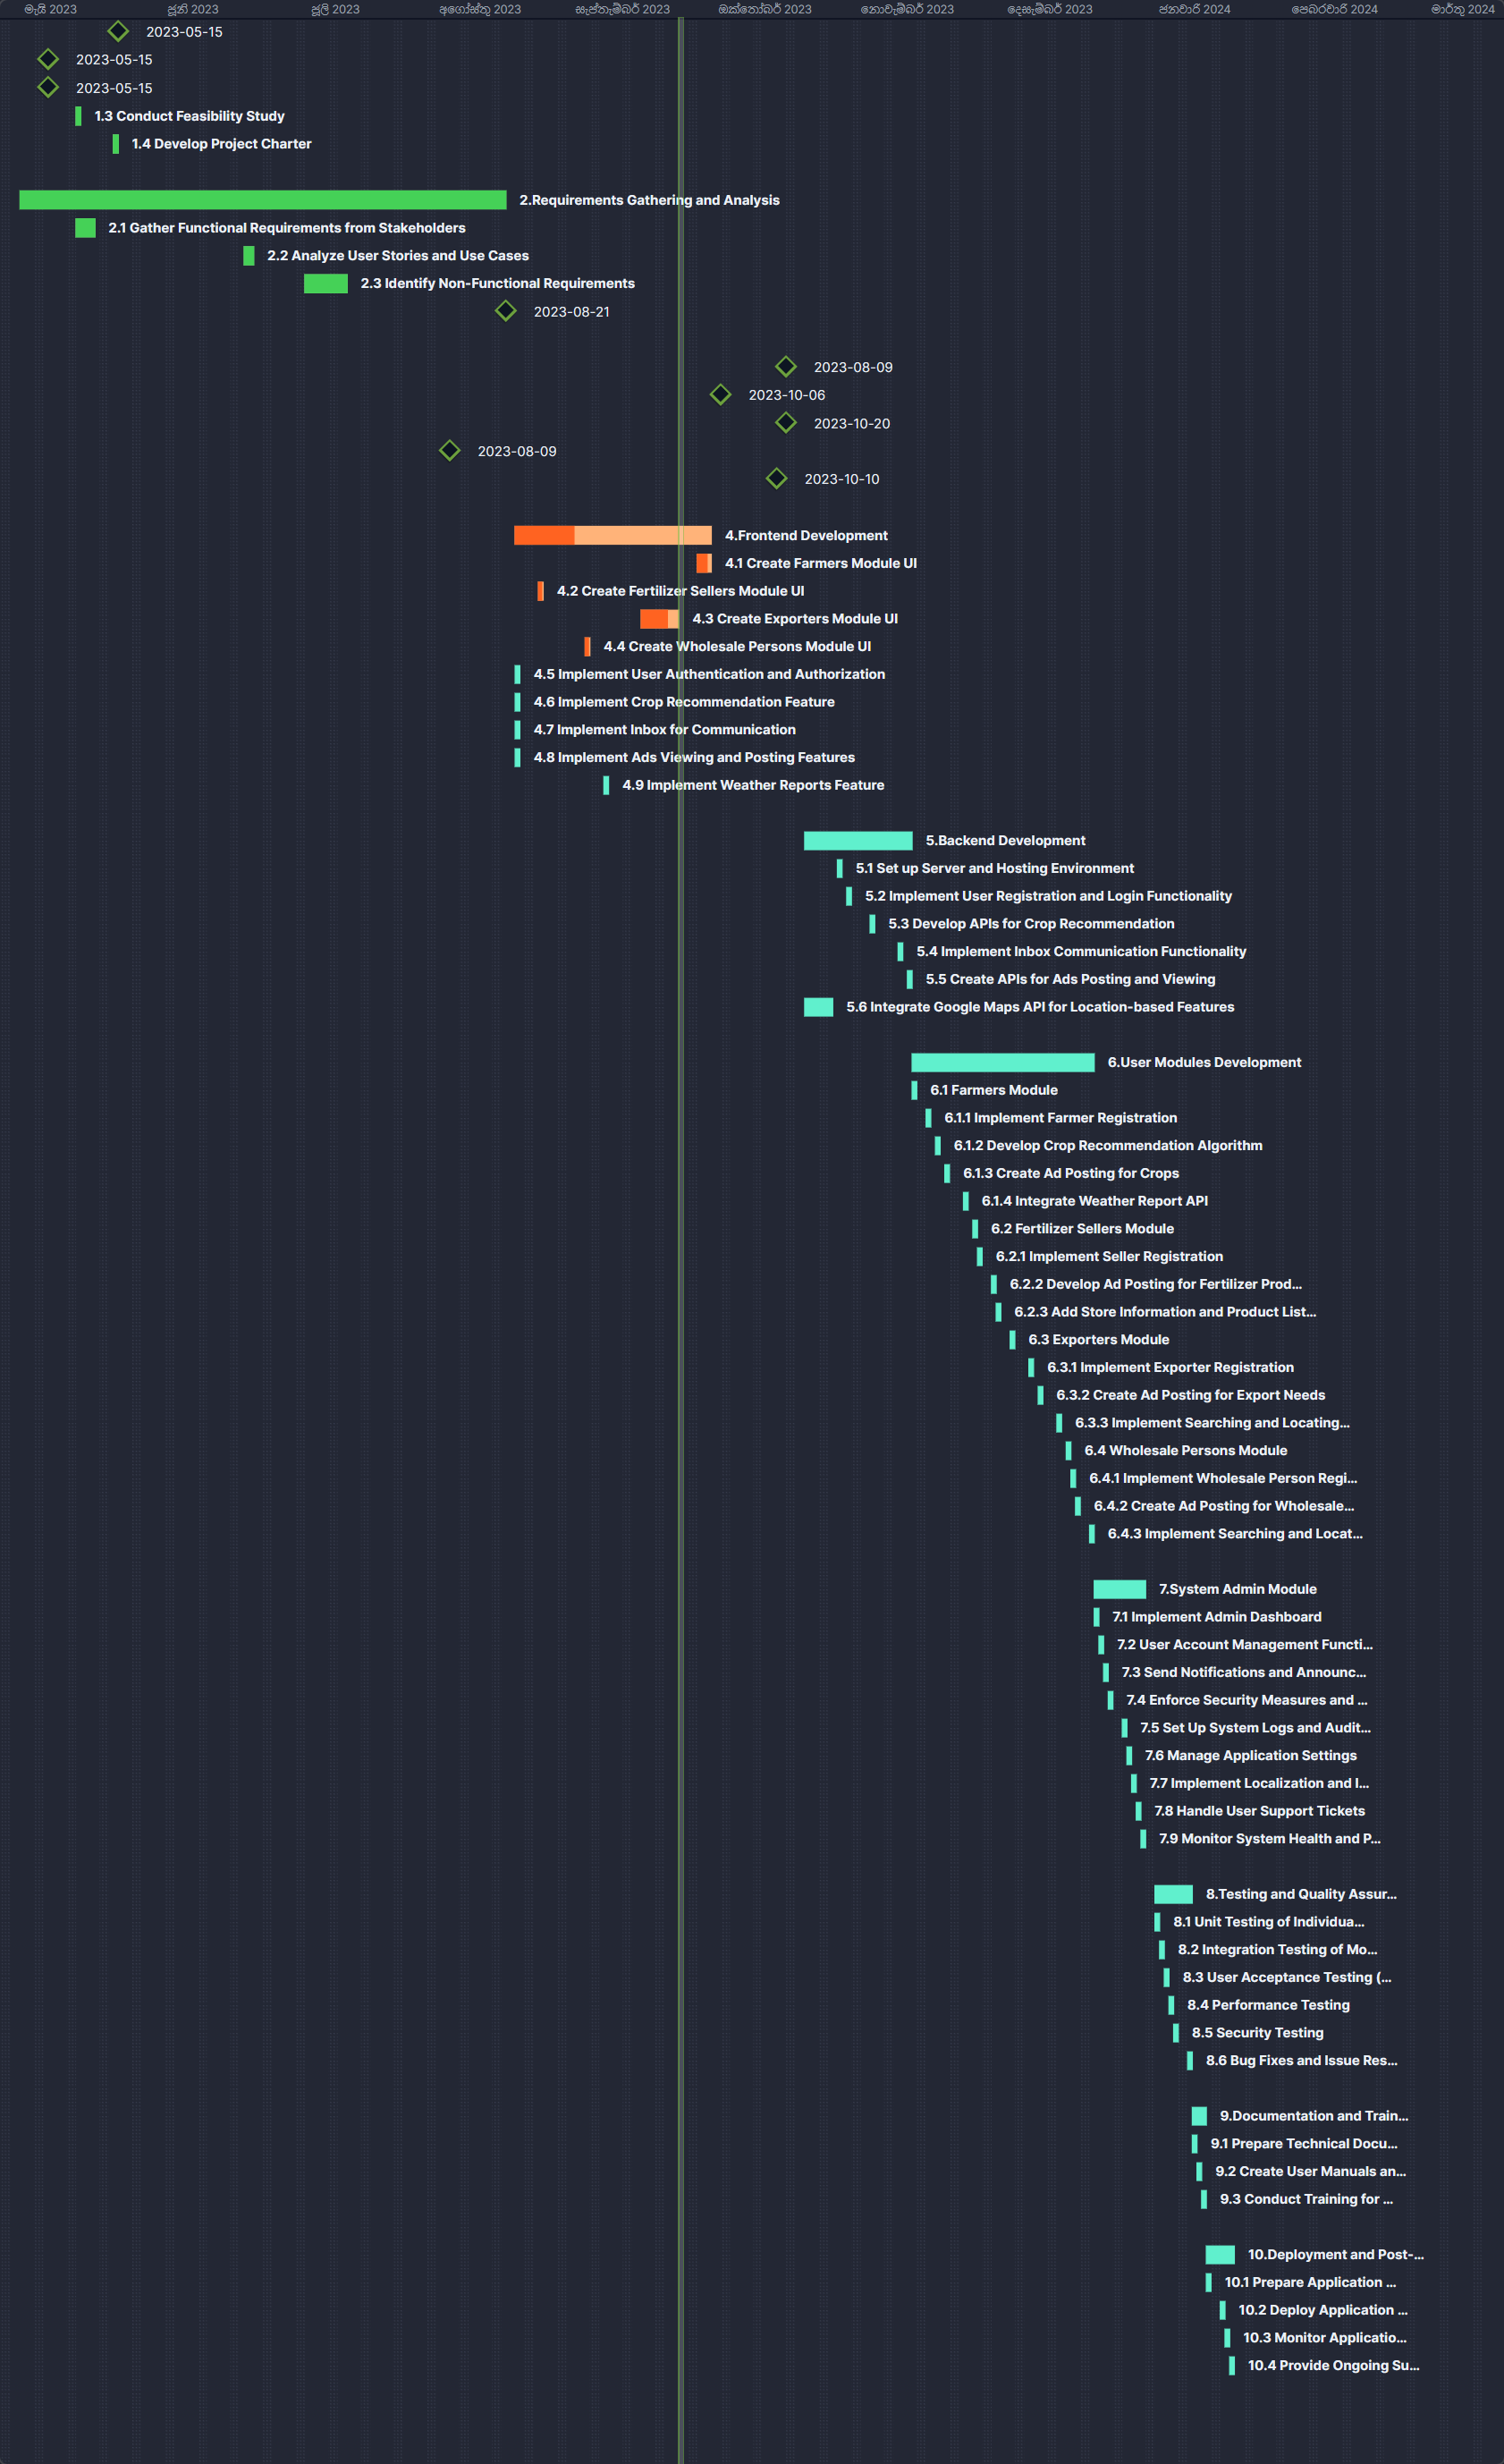 මැයි 2023 ජූනි 2023 ජූලි 2023 අගෝස්තු 2023 සැප්තැම්බර් 2023 ඔක්තෝබර් 2023 නොවැම්බර් 2023 දෙසැම්බර් 2023 ජනවාරි 2024 පෙබරවාරි 2024 මාර්තු 2024
2023-05-15
2023-05-15
2023-05-15
1.3 Conduct Feasibility Study
1.4 Develop Project Charter
2.Requirements Gathering and Analysis
2.1 Gather Functional Requirements from Stakeholders
2.2 Analyze User Stories and Use Cases
2.3 Identify Non-Functional Requirements
2023-08-21
2023-08-09
2023-10-06
2023-10-20
2023-08-09
2023-10-10
4.Frontend Development
4.1 Create Farmers Module UI
4.2 Create Fertilizer Sellers Module UI
4.3 Create Exporters Module UI
4.4 Create Wholesale Persons Module UI
4.5 Implement User Authentication and Authorization
4.6 Implement Crop Recommendation Feature
4.7 Implement Inbox for Communication
4.8 Implement Ads Viewing and Posting Features
4.9 Implement Weather Reports Feature
5.Backend Development
5.1 Set up Server and Hosting Environment
5.2 Implement User Registration and Login Functionality
5.3 Develop APIs for Crop Recommendation
5.4 Implement Inbox Communication Functionality
5.5 Create APIs for Ads Posting and Viewing
5.6 Integrate Google Maps API for Location-based Features
6.User Modules Development
6.1 Farmers Module
6.1.1 Implement Farmer Registration
6.1.2 Develop Crop Recommendation Algorithm
6.1.3 Create Ad Posting for Crops
6.1.4 Integrate Weather Report API
6.2 Fertilizer Sellers Module
6.2.1 Implement Seller Registration
6.2.2 Develop Ad Posting for Fertilizer Prod...
6.2.3 Add Store Information and Product List...
6.3 Exporters Module
6.3.1 Implement Exporter Registration
6.3.2 Create Ad Posting for Export Needs
6.3.3 Implement Searching and Locating...
6.4 Wholesale Persons Module
6.4.1 Implement Wholesale Person Regi...
6.4.2 Create Ad Posting for Wholesale...
6.4.3 Implement Searching and Locat...
7.System Admin Module
7.1 Implement Admin Dashboard
7.2 User Account Management Functi...
7.3 Send Notifications and Announc...
7.4 Enforce Security Measures and ...
7.5 Set Up System Logs and Audit...
7.6 Manage Application Settings
7.7 Implement Localization and I...
7.8 Handle User Support Tickets
7.9 Monitor System Health and P...
8.Testing and Quality Assur...
8.1 Unit Testing of Individua...
8.2 Integration Testing of Mo...
8.3 User Acceptance Testing (...
8.4 Performance Testing
8.5 Security Testing
8.6 Bug Fixes and Issue Res...
9.Documentation and Train...
9.1 Prepare Technical Docu...
9.2 Create User Manuals an...
9.3 Conduct Training for ...
10.Deployment and Post-...
10.1 Prepare Application ...
10.2 Deploy Application ...
10.3 Monitor Applicatio...
10.4 Provide Ongoing Su...